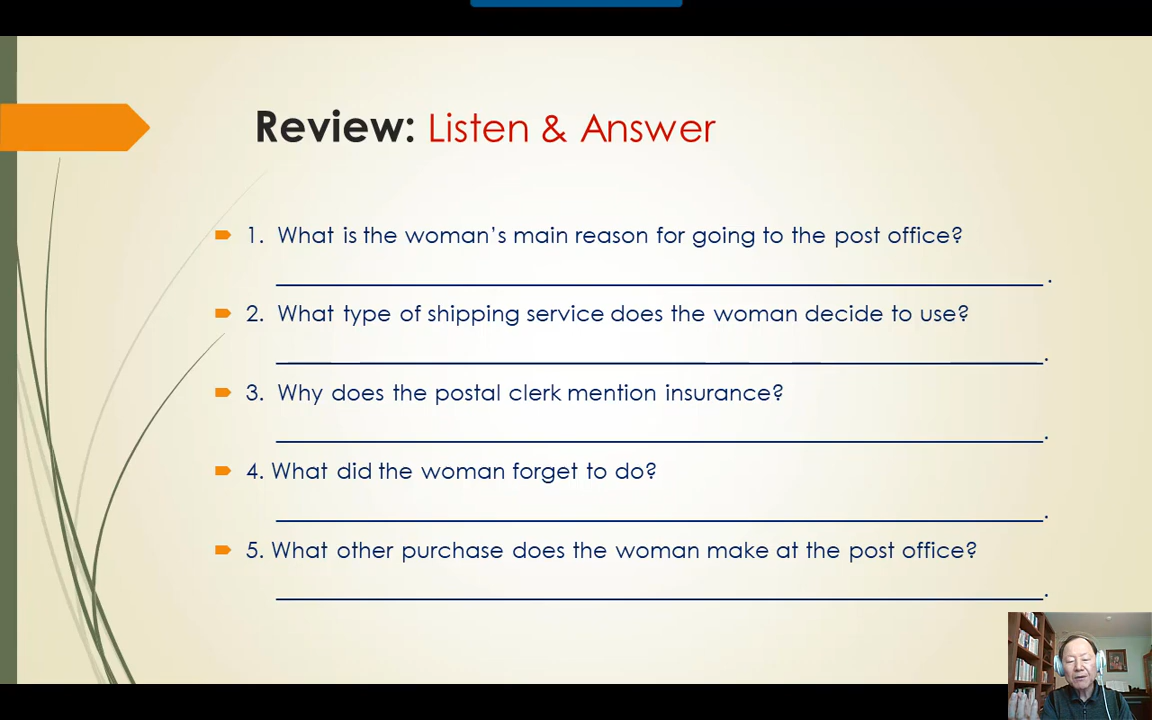 Review: Listen & Answer
1. What is the woman’s main reason for going to the post office?
.
2. What type of shipping service does the woman decide to use?
.
3. Why does the postal clerk mention insurance?
.
4. What did the woman forget to do?
.
5. What other purchase does the woman make at the post office?
.